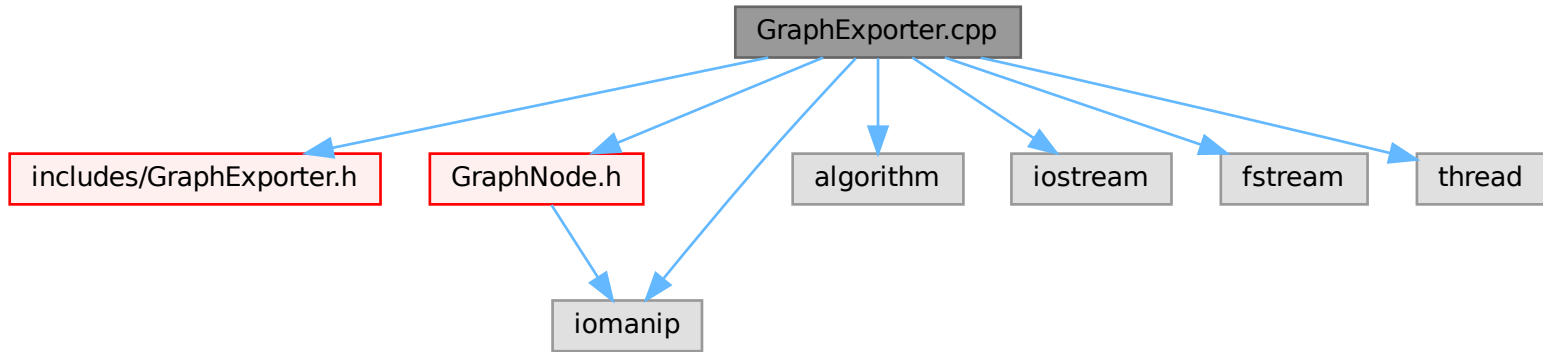 GraphExporter.cpp
includes/GraphExporter.h
GraphNode.h
algorithm
iostream
fstream
thread
iomanip